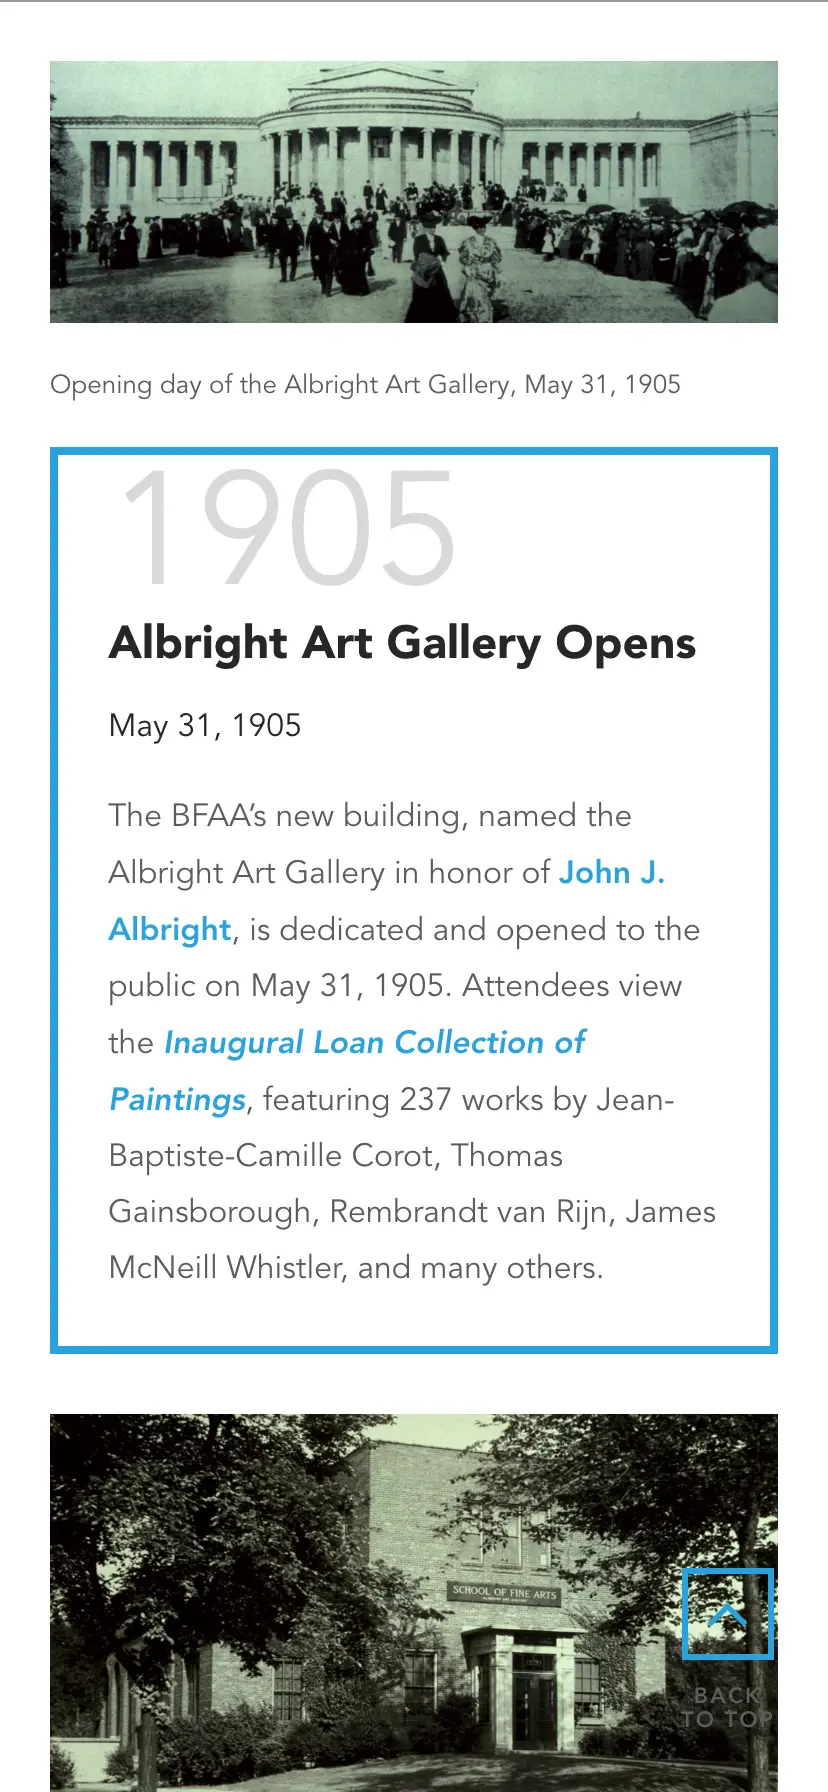 Opening day of the Albright Art Gallery, May 31, 1905
1905
Albright Art Gallery Opens
May 31, 1905
The BFAA’s new building, named the
Albright Art Gallery in honor of John J.
Albright, is dedicated and opened to the
public on May 31, 1905. Attendees view
the Inaugural Loan Collection of
Paintings, featuring 237 works by Jean-
Baptiste-Camille Corot, Thomas
Gainsborough, Rembrandt van Rijn, James
McNeill Whistler, and many others.
SCHOOL OF FINE ARTS
BACK
TO TOP